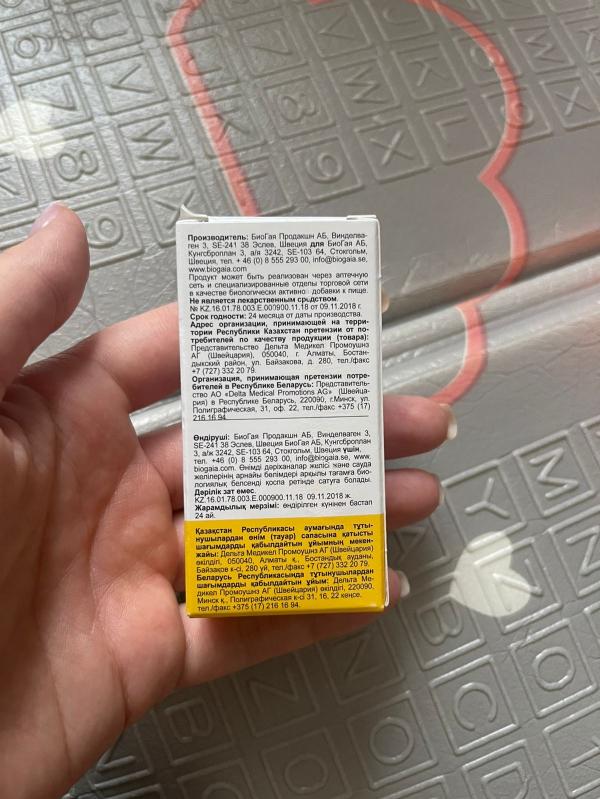 Производитель: БиоГая Продакшн АБ, Винделва-
ген 3, SE-241 38 Эслев, Швеция для БиоГая АБ,
Кунгсброплан 3, а/я 3242, SE-103 64, Стокгольм,
Швеция, тел. + 46 (0) 8 555 293 00, info@biogaia.se,
www.biogaia.com
Продукт может быть реализован через аптечную
сеть и специализированные отделы торговой сети
в качестве биологически активной добавки к пище.
Не является лекарственным средством.
№ KZ.16.01.78.003.E.000900.11.18 от 09.11.2018 г.
Срок годности: 24 месяца от даты производства.
Адрес организации, принимающей на терри-
тории Республики Казахстан претензии от по-
требителей по качеству продукции (товара):
Представительство Дельта Медикел Промоушнз
АГ (Швейцария), 050040, г. Алматы, Бостан-
дыкский район, ул. Байзакова, д. 280, тел./факс
+7 (727) 332 20 79.
Организация, принимающая претензии потре-
бителей в Республике Беларусь: Представитель-
ство АО «Delta Medical Promotions AG» (Швейца-
рия) в Республике Беларусь, 220090, г.Минск, ул.
Полиграфическая, 31, оф. 22, тел./факс +375 (17)
216 16 94.
Өндіруші: БиоГая Продакшн АБ, Винделваген 3,
SE-241 38 Эслев, Швеция БиоГая АБ, Кунгсброплан
3, а/ж 3242, SE-103 64, Стокгольм, Швеция үшін,
тел. +46 (0) 8 555 293 00, info@biogaia.se, www.
biogaia.com. Өнімді дәріханалар желісі және сауда
желілерінің арнайы бөлімдері арқылы тағамға био-
логиялық белсенді қоспа ретінде сатуға болады.
Дәрілік зат емес.
KZ.16.01.78.003.E.000900.11.18 09.11.2018 ж.
Жарамдылық мерзімі: өндірілген күнінен бастап
24 ай.
Қазақстан Республикасы аумағында тұты-
нушылардан өнім (тауар) сапасына қатысты
шағымдарды қабылдайтын ұйымның мекен-
жайы: Дельта Медикел Промоушнз АГ (Швейцария)
өкілдігі, 050040, Алматы қ., Бостандық ауданы,
Байзақов к-сі, 280 үй, тел./факс +7 (727) 332 20 79.
Беларусь Республикасында тұтынушылардан
шағымдарды қабылдайтын ұйым: Дельта Ме-
дикел Промоушнз АГ (Швейцария) өкілдігі, 220090,
Минск қ., Полиграфическая к-сі 31, 16, 22 кеңсе.
тел./факс +375 (17) 216 16 94.